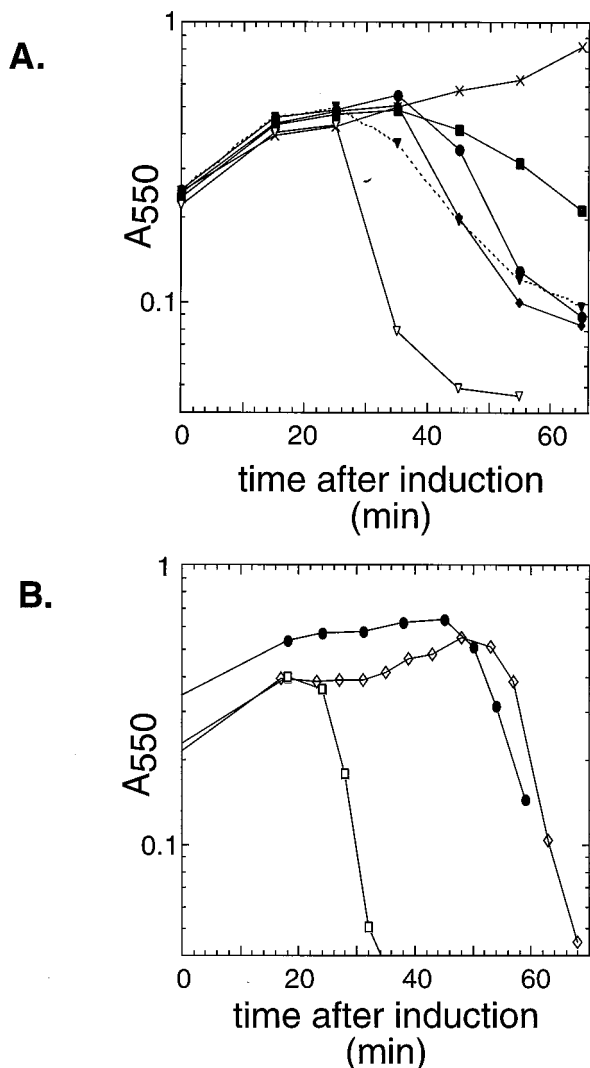 A.
1
0.1
A550
0 20 40 60
time after induction
(min)
B.
1
0.1
A550
0 20 40 60
time after induction
(min)